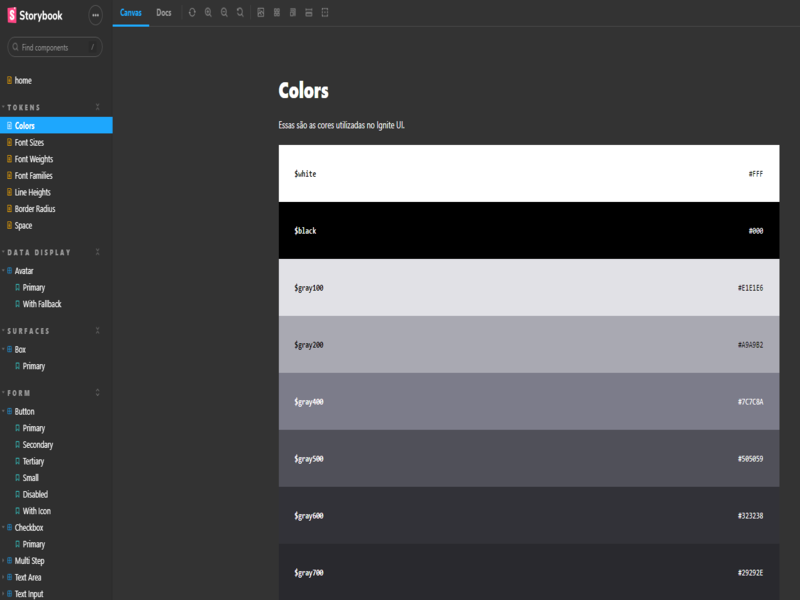 Storybook
Canvas
Docs
Find components
/
home
TOKENS
Colors
Font Sizes
Font Weights
Font Families
Line Heights
Border Radius
Space
DATA DISPLAY
Avatar
Primary
With Fallback
SURFACES
Box
Primary
FORM
Button
Primary
Secondary
Tertiary
Small
Disabled
With Icon
Checkbox
Primary
Multi Step
Text Area
Text Input
Colors
Essas são as cores utilizadas no Ignite UI.
$white #FFF
$black #000
$gray100 #E1E1E6
$gray200 #A9A9B2
$gray400 #7C7C8A
$gray500 #505059
$gray600 #323238
$gray700 #29292E